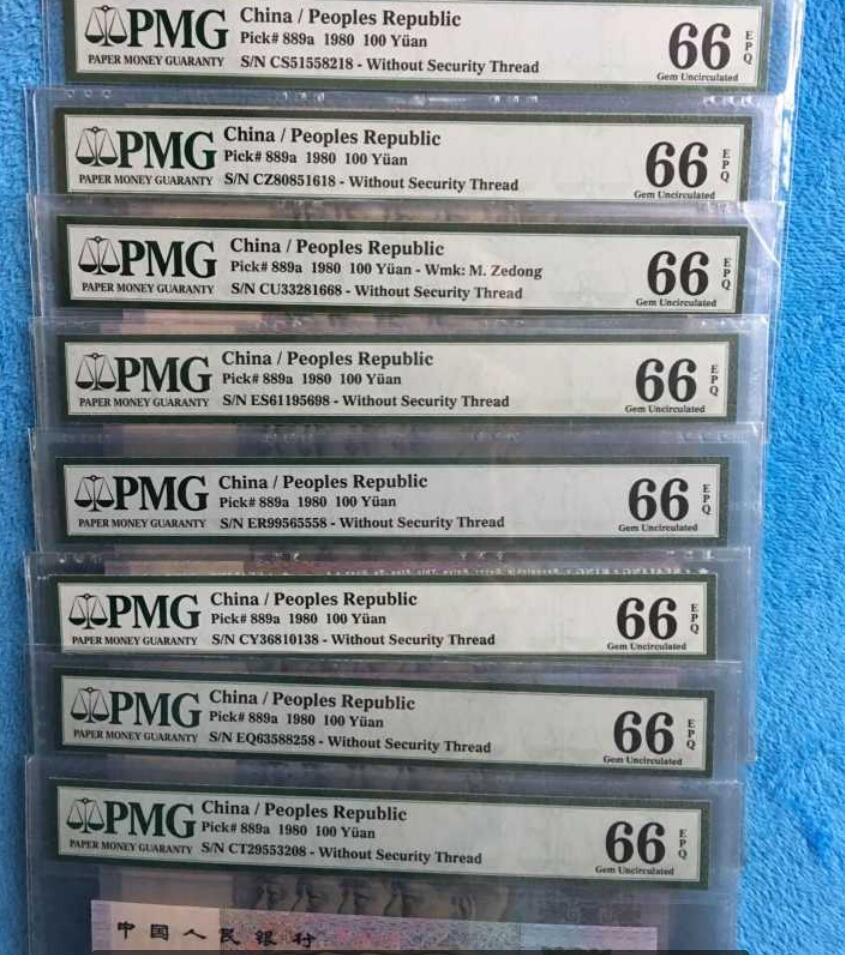 PMG
PAPER MONEY GUARANTY
China / Peoples Republic
Pick# 889a 1980 100 Yüan
S/N CS51558218 - Without Security Thread
66
EPQ
Gem Uncirculated
PMG
PAPER MONEY GUARANTY
China / Peoples Republic
Pick# 889a 1980 100 Yüan
S/N CZ80851618 - Without Security Thread
66
EPQ
Gem Uncirculated
PMG
PAPER MONEY GUARANTY
China / Peoples Republic
Pick# 889a 1980 100 Yüan - Wmk: M. Zedong
S/N CU33281668 - Without Security Thread
66
EPQ
Gem Uncirculated
PMG
PAPER MONEY GUARANTY
China / Peoples Republic
Pick# 889a 1980 100 Yüan
S/N ES61195698 - Without Security Thread
66
EPQ
Gem Uncirculated
PMG
PAPER MONEY GUARANTY
China / Peoples Republic
Pick# 889a 1980 100 Yüan
S/N ER99565558 - Without Security Thread
66
EPQ
Gem Uncirculated
PMG
PAPER MONEY GUARANTY
China / Peoples Republic
Pick# 889a 1980 100 Yüan
S/N CY36810138 - Without Security Thread
66
EPQ
Gem Uncirculated
PMG
PAPER MONEY GUARANTY
China / Peoples Republic
Pick# 889a 1980 100 Yüan
S/N EQ63588258 - Without Security Thread
66
EPQ
Gem Uncirculated
PMG
PAPER MONEY GUARANTY
China / Peoples Republic
Pick# 889a 1980 100 Yüan
S/N CT29553208 - Without Security Thread
66
EPQ
Gem Uncirculated
中国人民银行